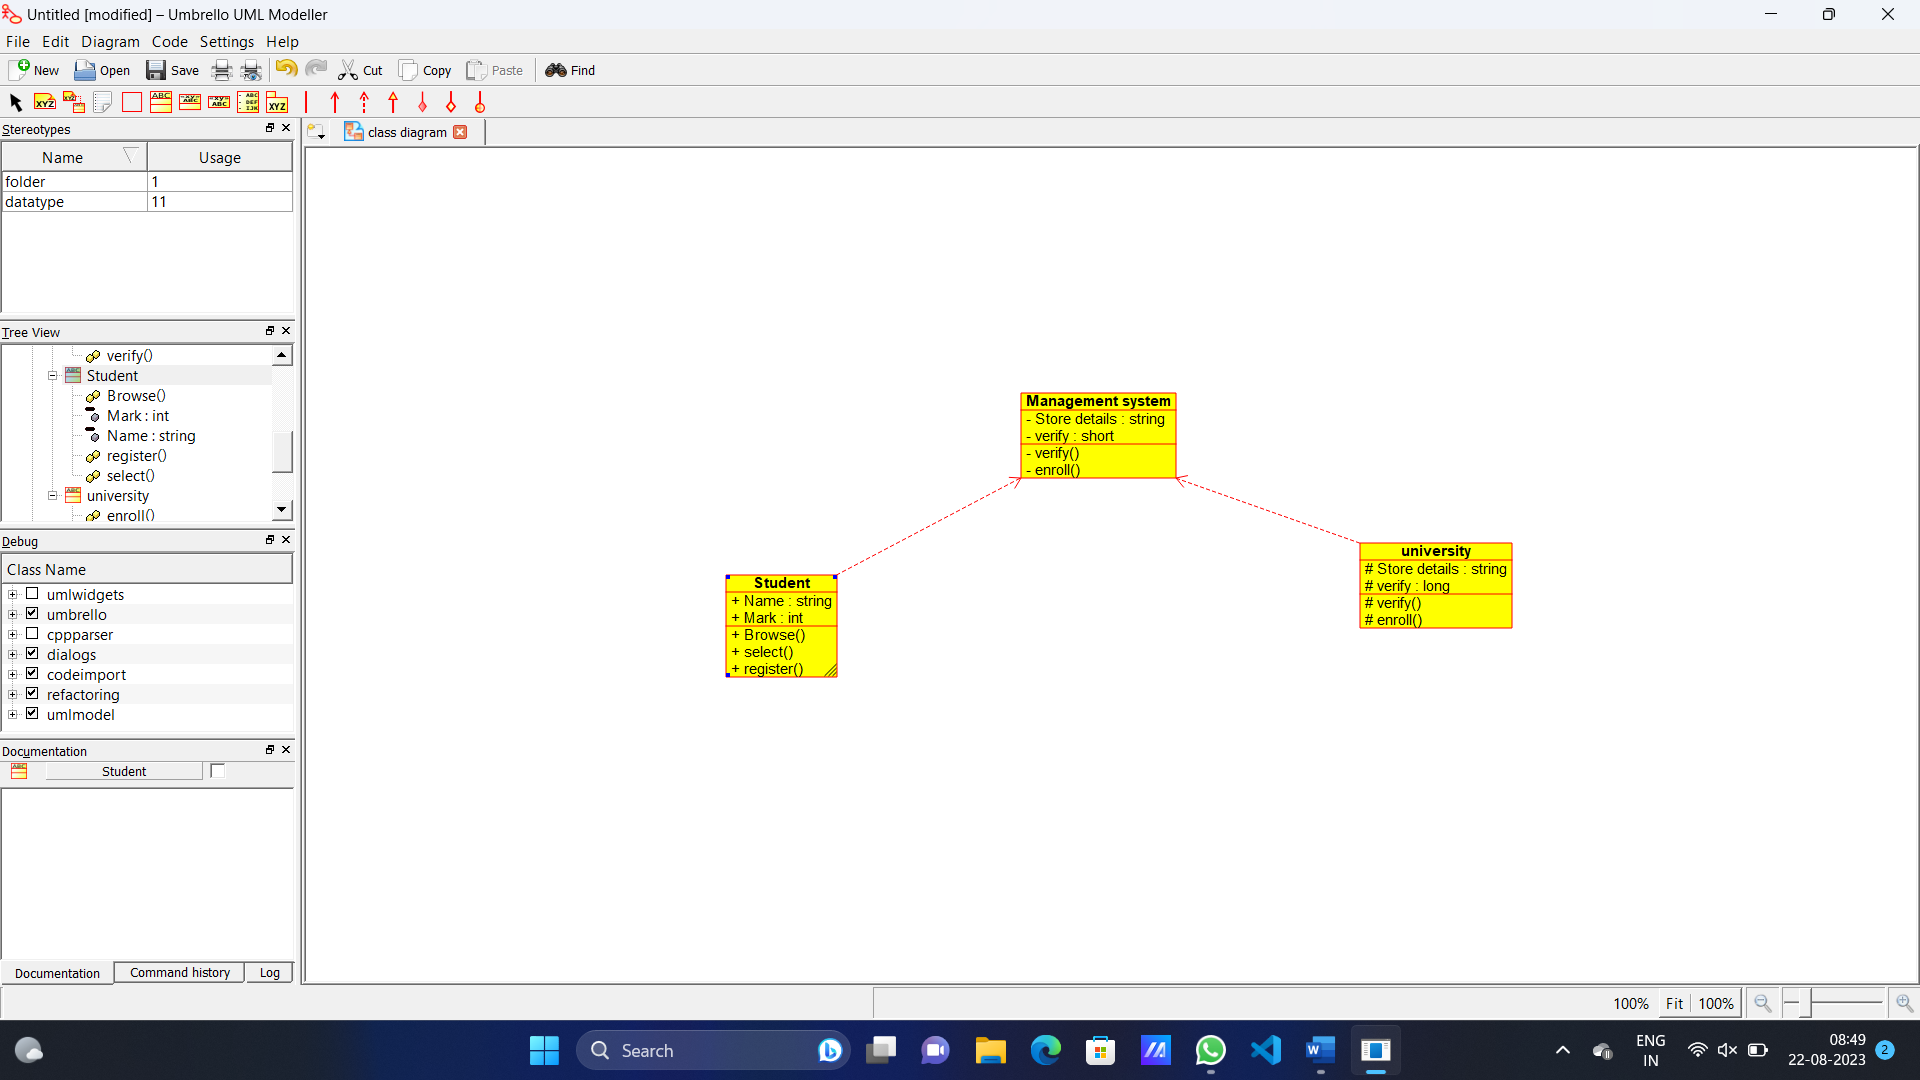 Untitled [modified] – Umbrello UML Modeller
File Edit Diagram Code Settings Help
New Open Save Cut Copy Paste Find
Stereotypes
Name Usage
folder 1
datatype 11
Tree View
verify()
Student
Browse()
Mark : int
Name : string
register()
select()
university
enroll()
Debug
Class Name
umlwidgets
umbrello
cppparser
dialogs
codeimport
refactoring
umlmodel
Documentation
Student
Documentation Command history Log
class diagram
Management system
- Store details : string
- verify : short
- verify()
- enroll()
Student
+ Name : string
+ Mark : int
+ Browse()
+ select()
+ register()
university
# Store details : string
# verify : long
# verify()
# enroll()
100% Fit 100%
Search
ENG
IN
08:49
22-08-2023
2